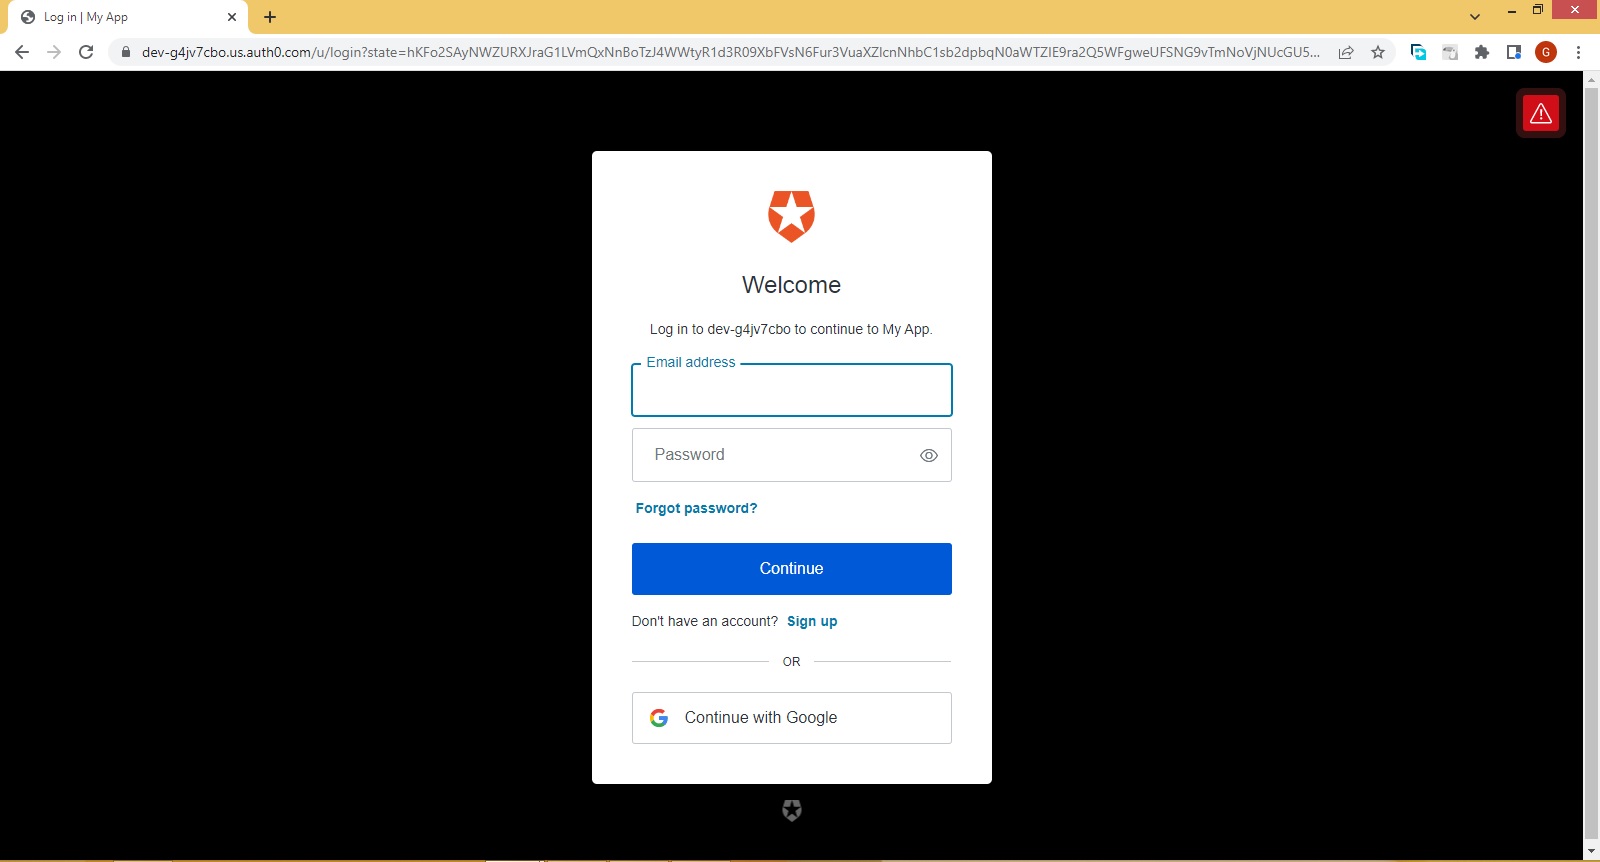 Log in | My App
dev-g4jv7cbo.us.auth0.com/u/login?state=hKFo2SAyNWZURXJraG1LVmQxNnBoTzJ4WWtyR1d3R09XbFVsN6Fur3VuaXZlcnNhbC1sb2dpbqN0aWTZIE9ra2Q5WFgweUFSNG9vTmNoVjNUcGU5...
G
Welcome
Log in to dev-g4jv7cbo to continue to My App.
Email address
Password
Forgot password?
Continue
Don't have an account? Sign up
OR
Continue with Google